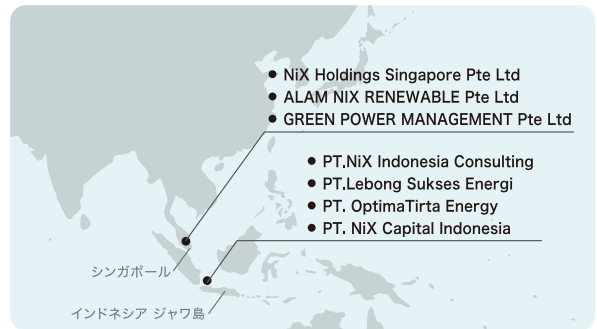 ● NiX Holdings Singapore Pte Ltd
● ALAM NIX RENEWABLE Pte Ltd
● GREEN POWER MANAGEMENT Pte Ltd
● PT.NiX Indonesia Consulting
● PT.Lebong Sukses Energi
● PT. OptimaTirta Energy
● PT. NiX Capital Indonesia
シンガポール
インドネシア ジャワ島